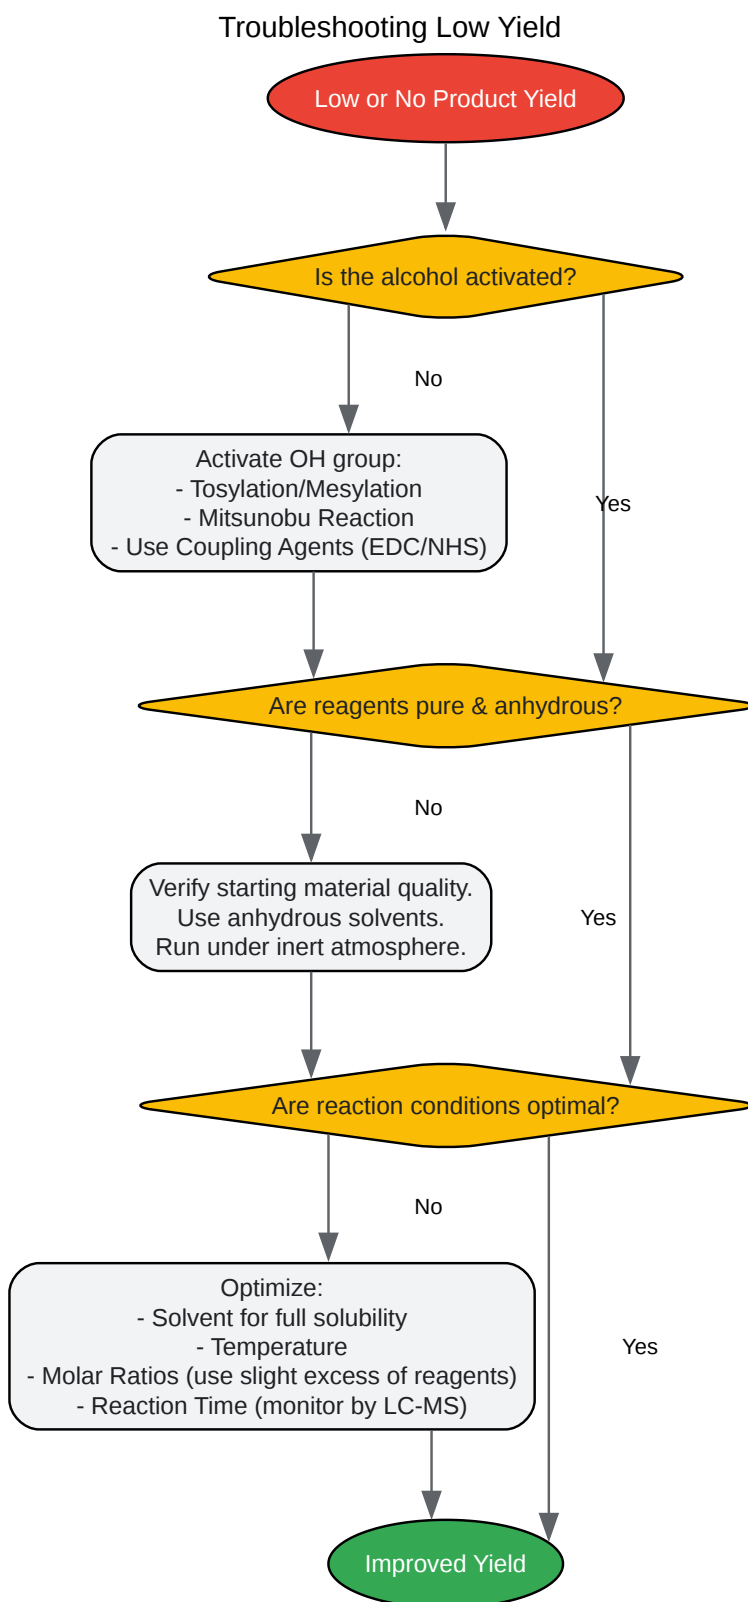 Troubleshooting Low Yield
Low or No Product Yield
Is the alcohol activated?
No
Activate OH group:
- Tosylation/Mesylation
- Mitsunobu Reaction
- Use Coupling Agents (EDC/NHS)
Yes
Are reagents pure & anhydrous?
No
Verify starting material quality.
Use anhydrous solvents.
Run under inert atmosphere.
Yes
Are reaction conditions optimal?
No
Optimize:
- Solvent for full solubility
- Temperature
- Molar Ratios (use slight excess of reagents)
- Reaction Time (monitor by LC-MS)
Yes
Improved Yield